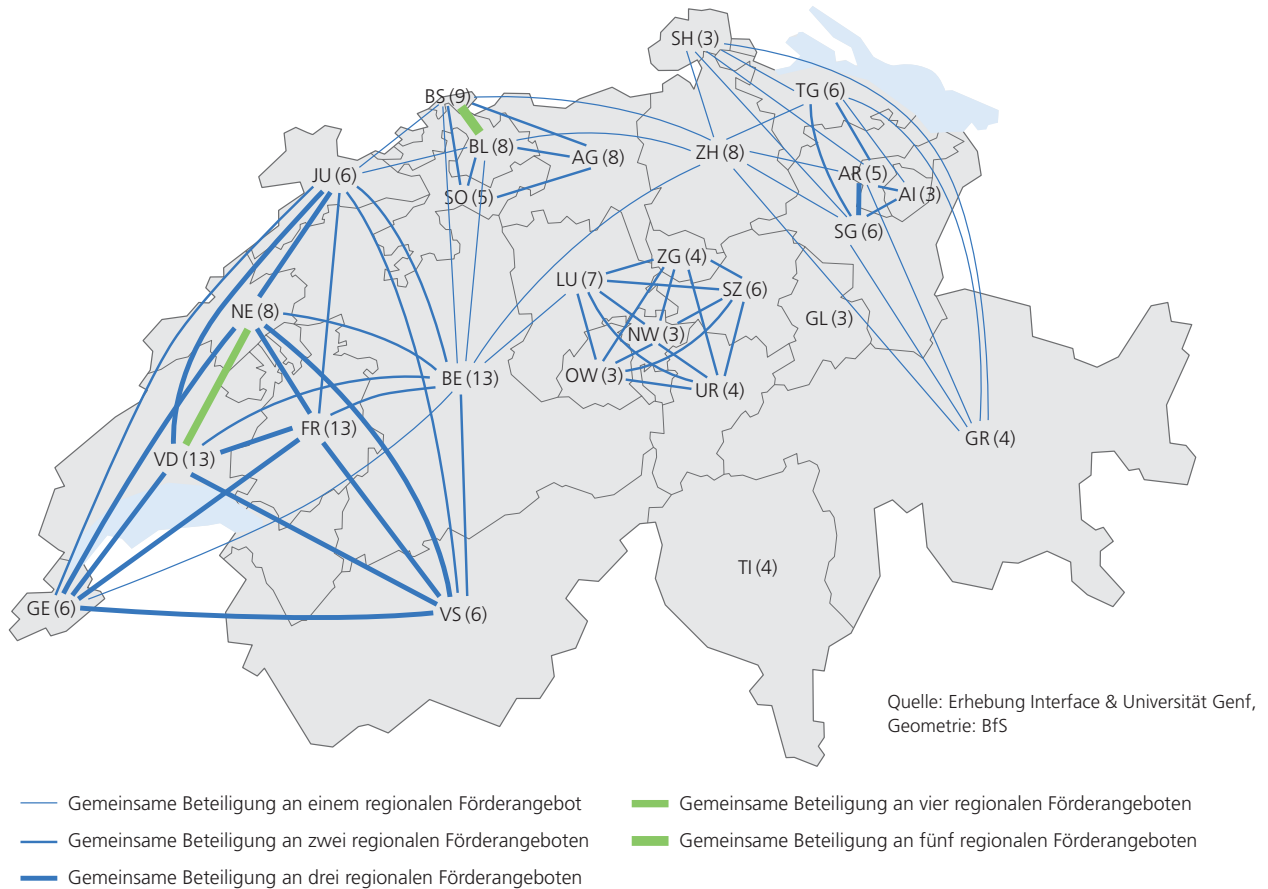 SH (3)
TG (6)
BS (9)
BL (8)
AG (8)
ZH (8)
JU (6)
SO (5)
AR (5)
AI (3)
SG (6)
ZG (4)
LU (7)
SZ (6)
NE (8)
NW (3)
GL (3)
OW (3)
UR (4)
BE (13)
FR (13)
VD (13)
GR (4)
TI (4)
GE (6)
VS (6)
Quelle: Erhebung Interface & Universität Genf,
Geometrie: BfS
Gemeinsame Beteiligung an einem regionalen Förderangebot
Gemeinsame Beteiligung an zwei regionalen Förderangeboten
Gemeinsame Beteiligung an drei regionalen Förderangeboten
Gemeinsame Beteiligung an vier regionalen Förderangeboten
Gemeinsame Beteiligung an fünf regionalen Förderangeboten